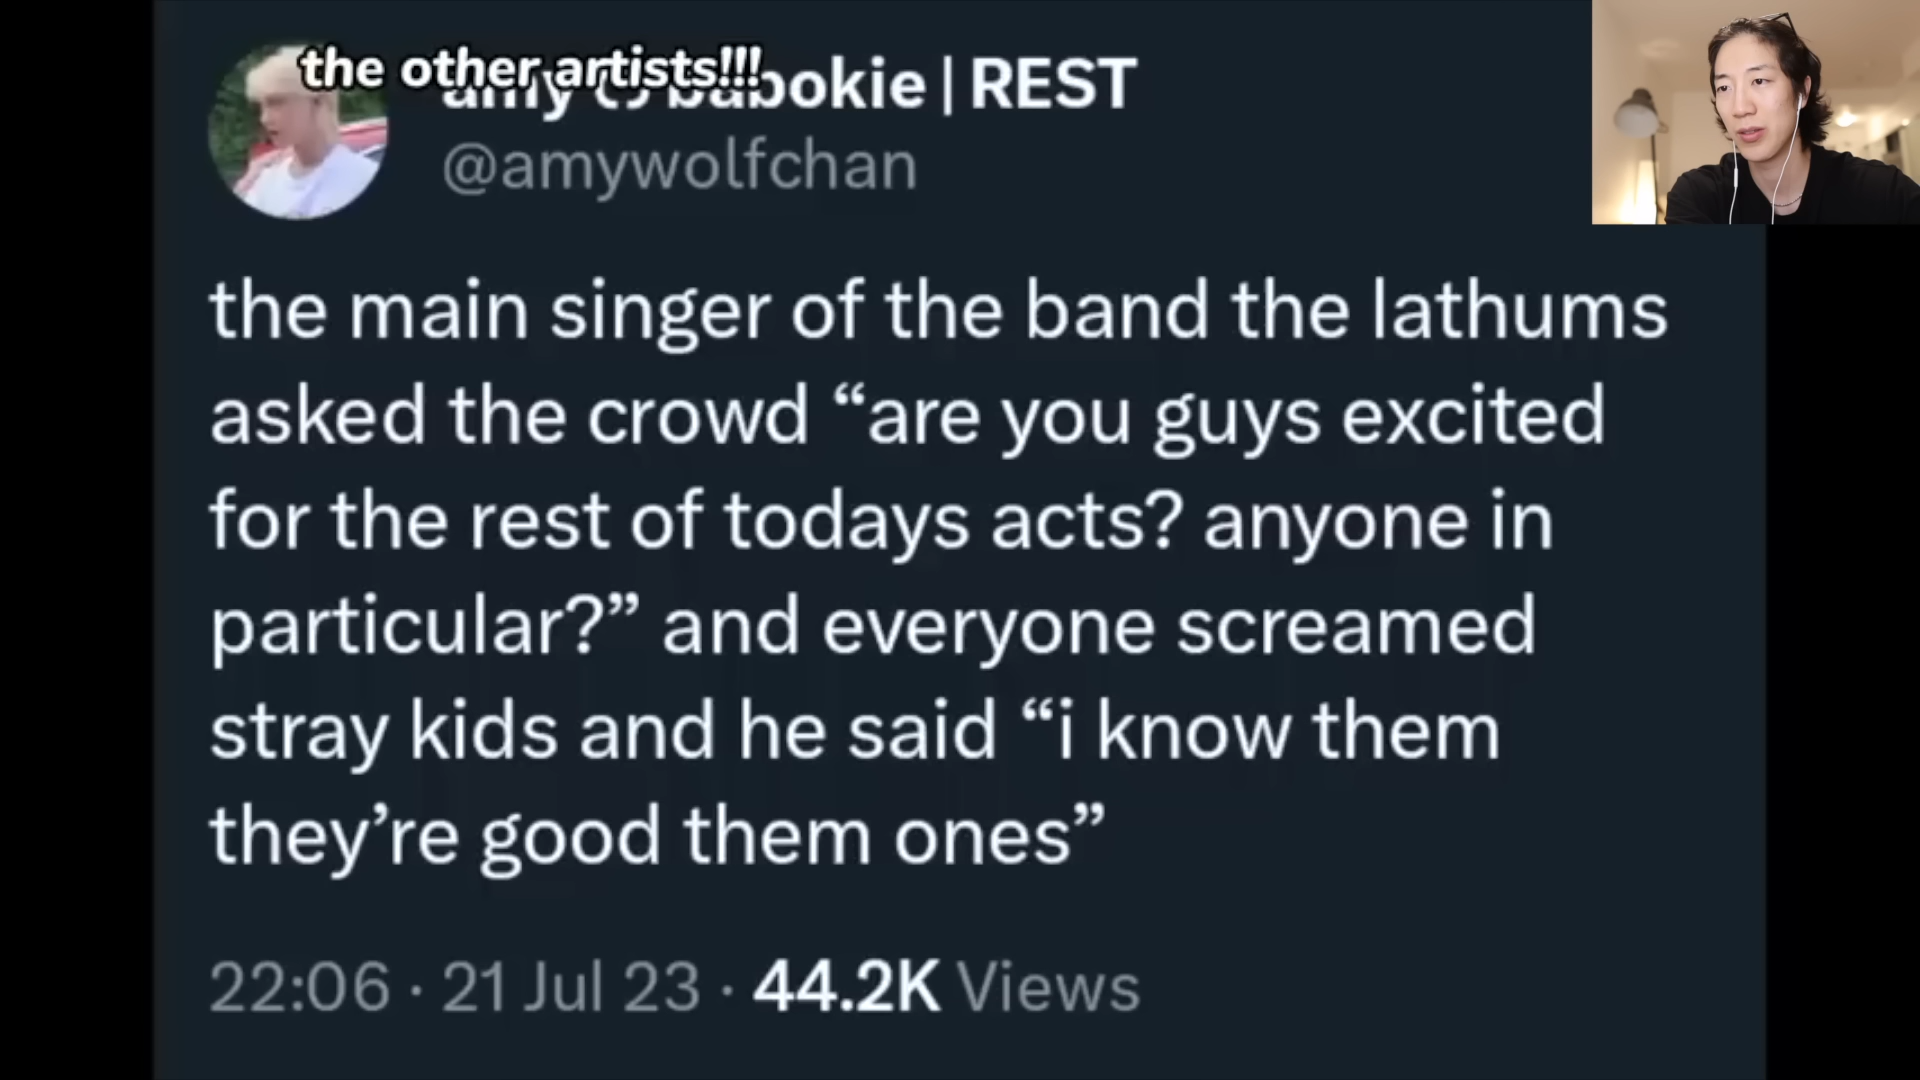 the other artists!!!
babokie | REST
@amywolfchan
the main singer of the band the lathums
asked the crowd “are you guys excited
for the rest of todays acts? anyone in
particular?” and everyone screamed
stray kids and he said “i know them
they’re good them ones”
22:06 · 21 Jul 23 · 44.2K Views